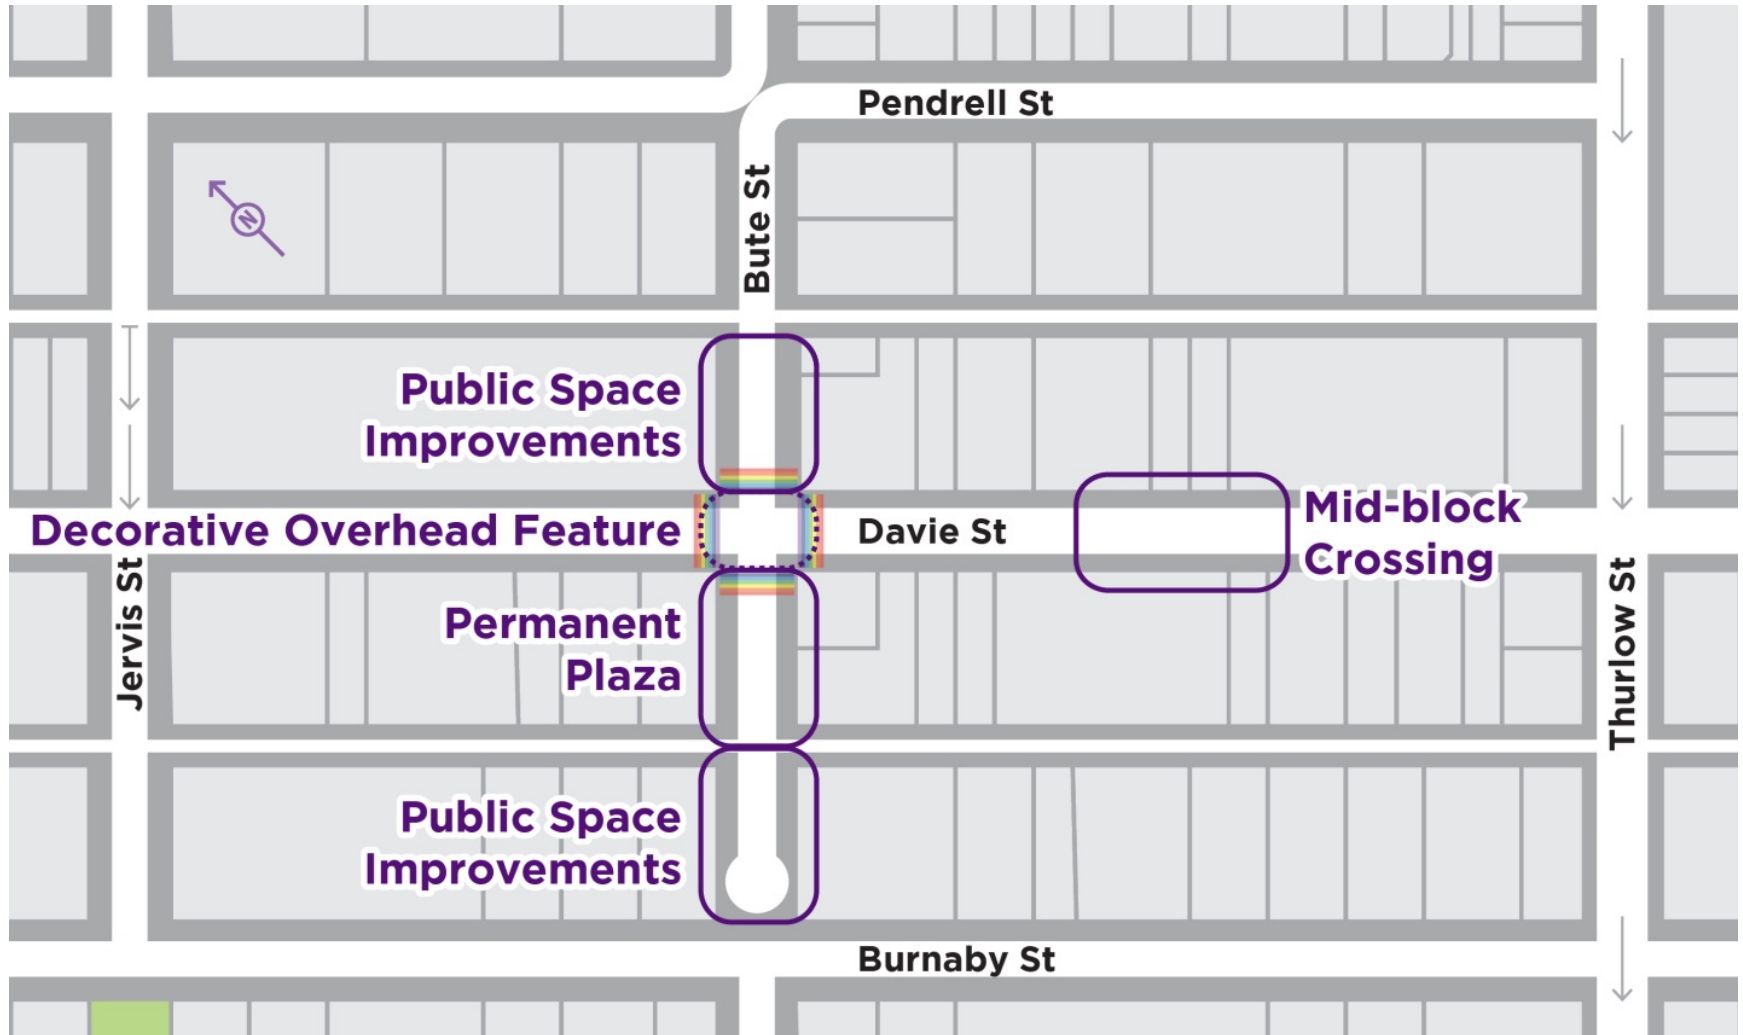 Pendrell St
Bute St
N
Public Space
Improvements
Decorative Overhead Feature
Davie St
Mid-block
Crossing
Jervis St
Permanent
Plaza
Thurlow St
Public Space
Improvements
Burnaby St